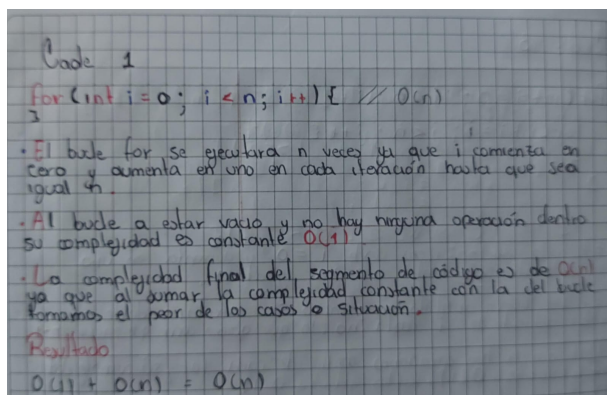 Code 1
for (int i = 0; i < n; i++) { // O(n)
}
• El bucle for se ejecutara n veces ya que i comienza en
cero y aumenta en uno en cada iteración hasta que sea
igual n.
• Al bucle a estar vacio y no hay ninguna operación dentro
su complejidad es constante O(1)
• La complejidad final del segmento de código es de O(n)
ya que al sumar la complejidad constante con la del bucle
tomamos el peor de los casos o situación.
Resultado
O(1) + O(n) = O(n)